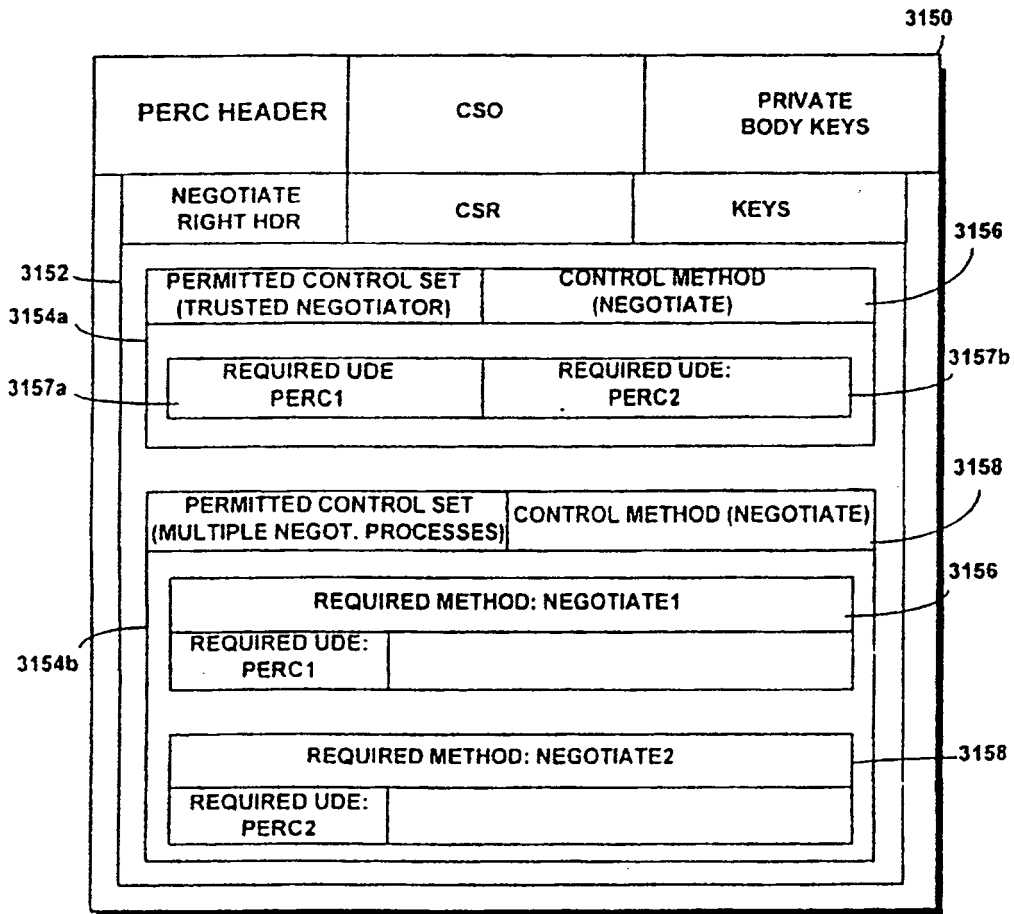 3150
PERC HEADER
CSO
PRIVATE
BODY KEYS
NEGOTIATE
RIGHT HDR
CSR
KEYS
3156
3152
PERMITTED CONTROL SET
(TRUSTED NEGOTIATOR)
CONTROL METHOD
(NEGOTIATE)
3154a
3157a
REQUIRED UDE
PERC1
REQUIRED UDE:
PERC2
3157b
3158
PERMITTED CONTROL SET
(MULTIPLE NEGOT. PROCESSES)
CONTROL METHOD (NEGOTIATE)
3156
REQUIRED METHOD: NEGOTIATE1
3154b
REQUIRED UDE:
PERC1
REQUIRED METHOD: NEGOTIATE2
3158
REQUIRED UDE:
PERC2